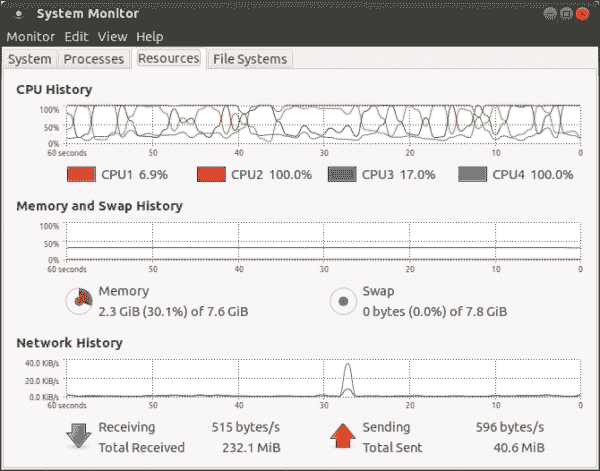 System Monitor
Monitor Edit View Help
System Processes Resources File Systems
CPU History
100%
50%
0%
60 seconds 50 40 30 20 10 0
CPU1 6.9% CPU2 100.0% CPU3 17.0% CPU4 100.0%
Memory and Swap History
100%
50%
0%
60 seconds 50 40 30 20 10 0
Memory Swap
2.3 GiB (30.1%) of 7.6 GiB 0 bytes (0.0%) of 7.8 GiB
Network History
40.0 KiB/s
20.0 KiB/s
0.0 KiB/s
60 seconds 50 40 30 20 10 0
Receiving 515 bytes/s Sending 596 bytes/s
Total Received 232.1 MiB Total Sent 40.6 MiB